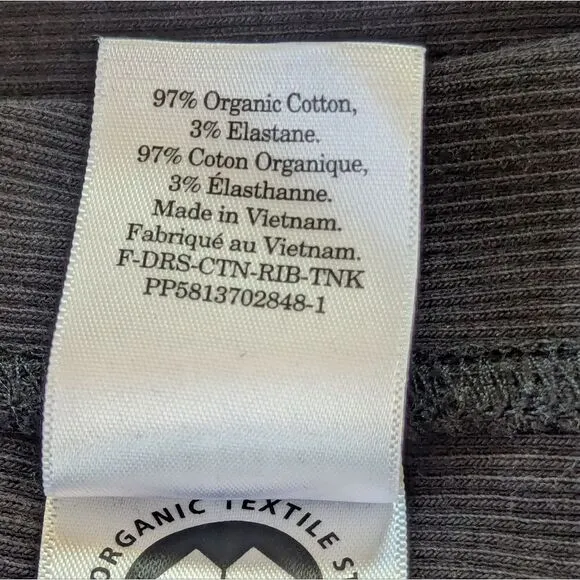 97% Organic Cotton,
3% Elastane.
97% Coton Organique,
3% Élasthanne.
Made in Vietnam.
Fabriqué au Vietnam.
F-DRS-CTN-RIB-TNK
PP5813702848-1
ORGANIC TEXTILE ST